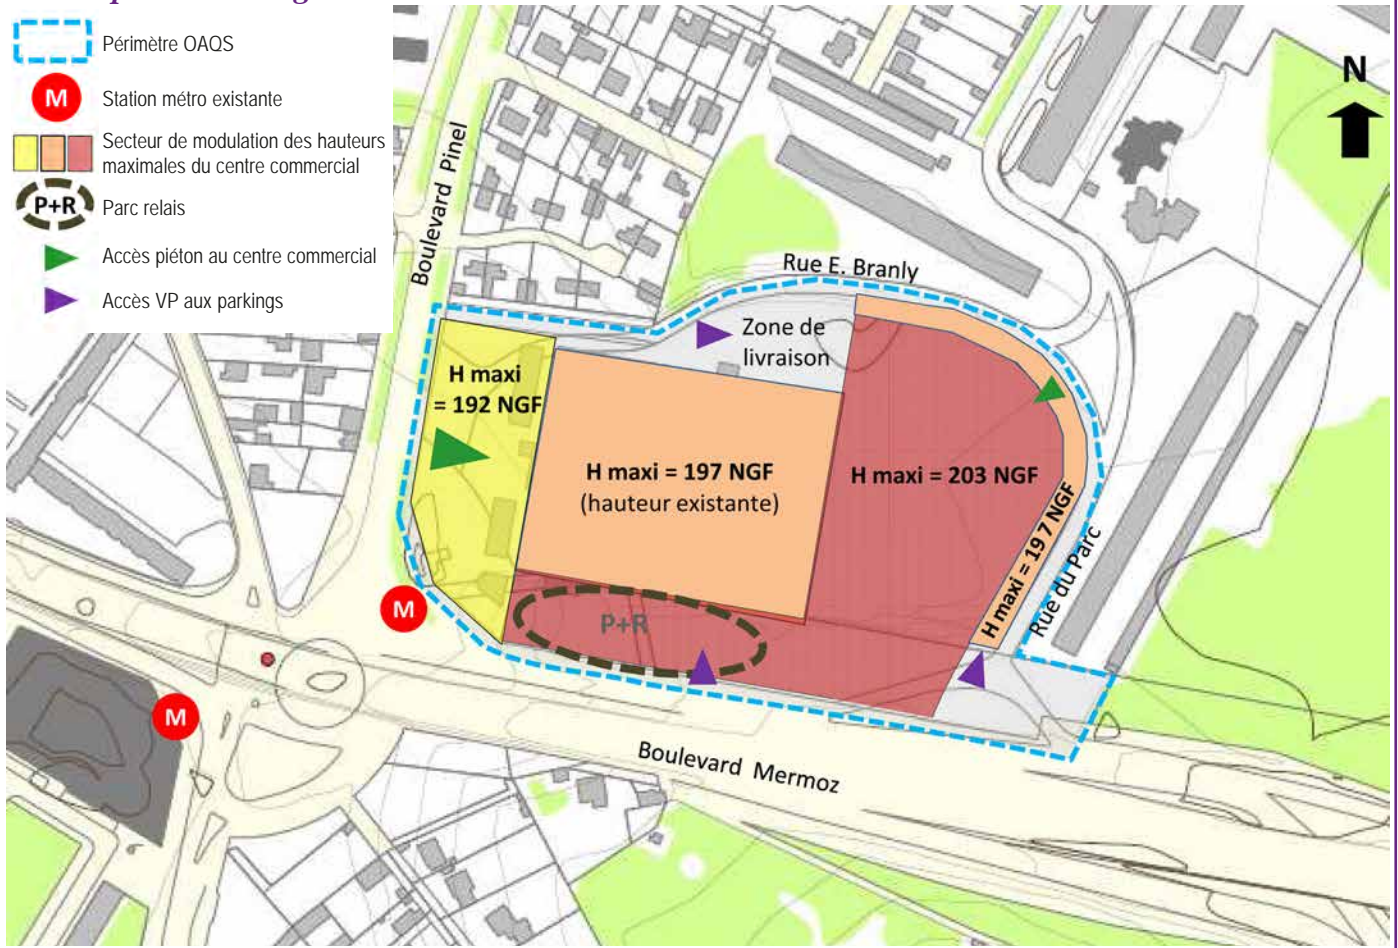 Périmètre OAQS
M
Station métro existante
Secteur de modulation des hauteurs
maximales du centre commercial
P+R
Parc relais
Accès piéton au centre commercial
Accès VP aux parkings
N
Boulevard Pinel
Rue E. Branly
Zone de
livraison
H maxi
= 192 NGF
H maxi = 197 NGF
(hauteur existante)
H maxi = 203 NGF
H maxi = 19 7 NGF
Rue du Parc
M
P+R
M
Boulevard Mermoz